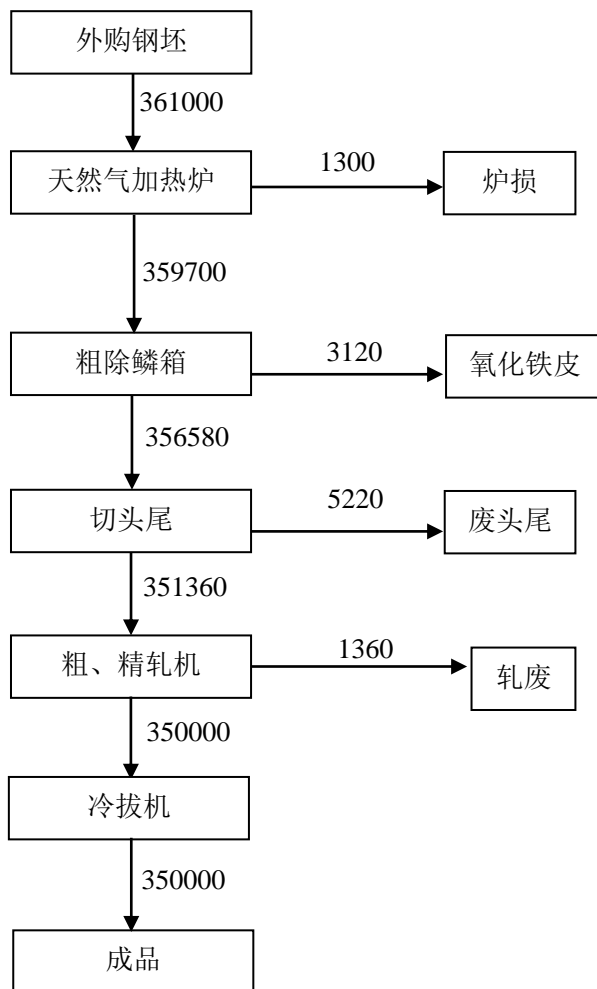 外购钢坯
361000
天然气加热炉
1300
炉损
359700
粗除鳞箱
3120
氧化铁皮
356580
切头尾
5220
废头尾
351360
粗、精轧机
1360
轧废
350000
冷拔机
350000
成品